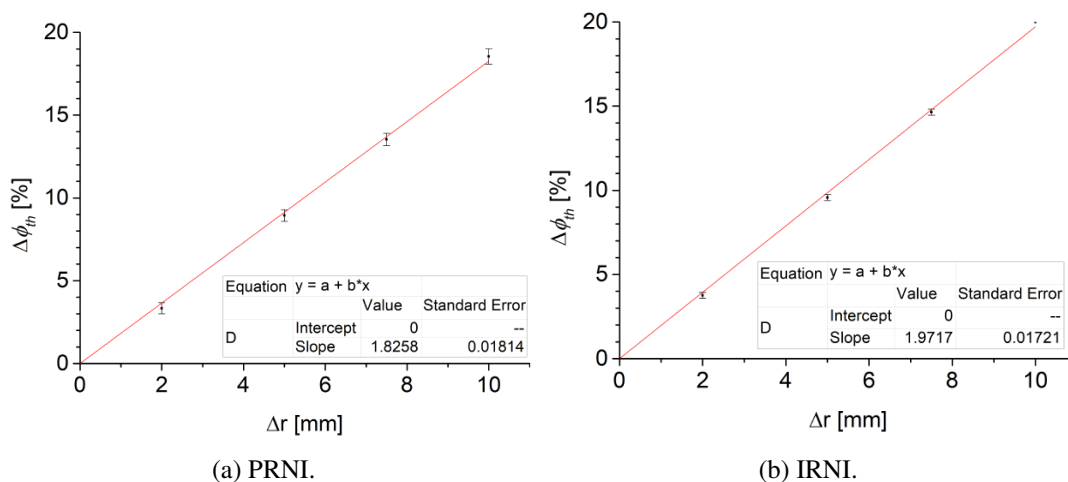 20
15
10
5
0
Δϕth [%]
0 2 4 6 8 10
Δr [mm]
Equation y = a + b*x
Value Standard Error
D
Intercept 0 --
Slope 1.8258 0.01814
(a) PRNI.
20
15
10
5
0
Δϕth [%]
0 2 4 6 8 10
Δr [mm]
Equation y = a + b*x
Value Standard Error
D
Intercept 0 --
Slope 1.9717 0.01721
(b) IRNI.